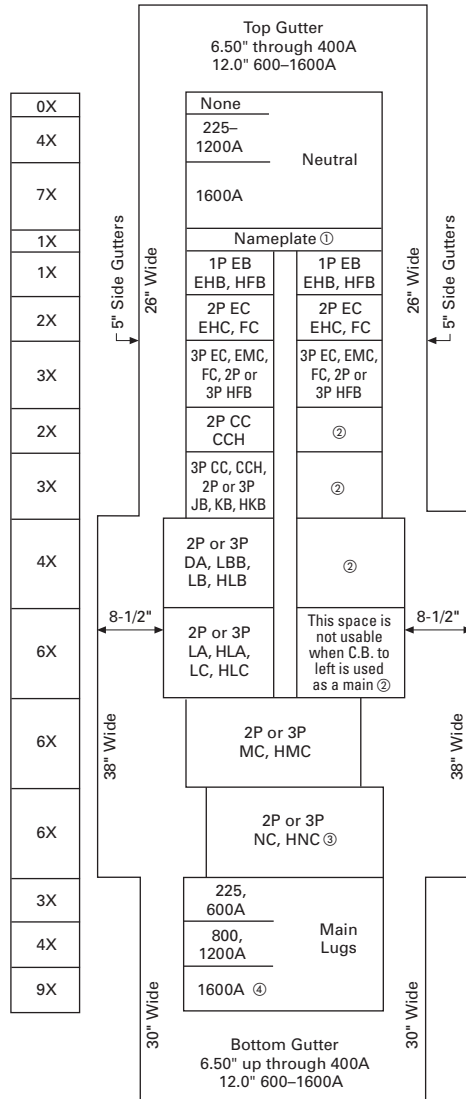 Top Gutter
6.50" through 400A
12.0" 600–1600A
0X
None
4X
225–
1200A
Neutral
7X
1600A
5" Side Gutters
26" Wide
26" Wide
5" Side Gutters
1X
Nameplate ①
1X
1P EB
EHB, HFB
1P EB
EHB, HFB
2X
2P EC
EHC, FC
2P EC
EHC, FC
3X
3P EC, EMC,
FC, 2P or
3P HFB
3P EC, EMC,
FC, 2P or
3P HFB
2X
2P CC
CCH
②
3X
3P CC, CCH,
2P or 3P
JB, KB, HKB
②
4X
2P or 3P
DA, LBB,
LB, HLB
②
8-1/2"
6X
2P or 3P
LA, HLA,
LC, HLC
This space is
not usable
when C.B. to
left is used
as a main ②
8-1/2"
38" Wide
38" Wide
6X
2P or 3P
MC, HMC
6X
2P or 3P
NC, HNC ③
3X
225,
600A
4X
800,
1200A
Main
Lugs
9X
1600A ④
30" Wide
30" Wide
Bottom Gutter
6.50" up through 400A
12.0" 600–1600A